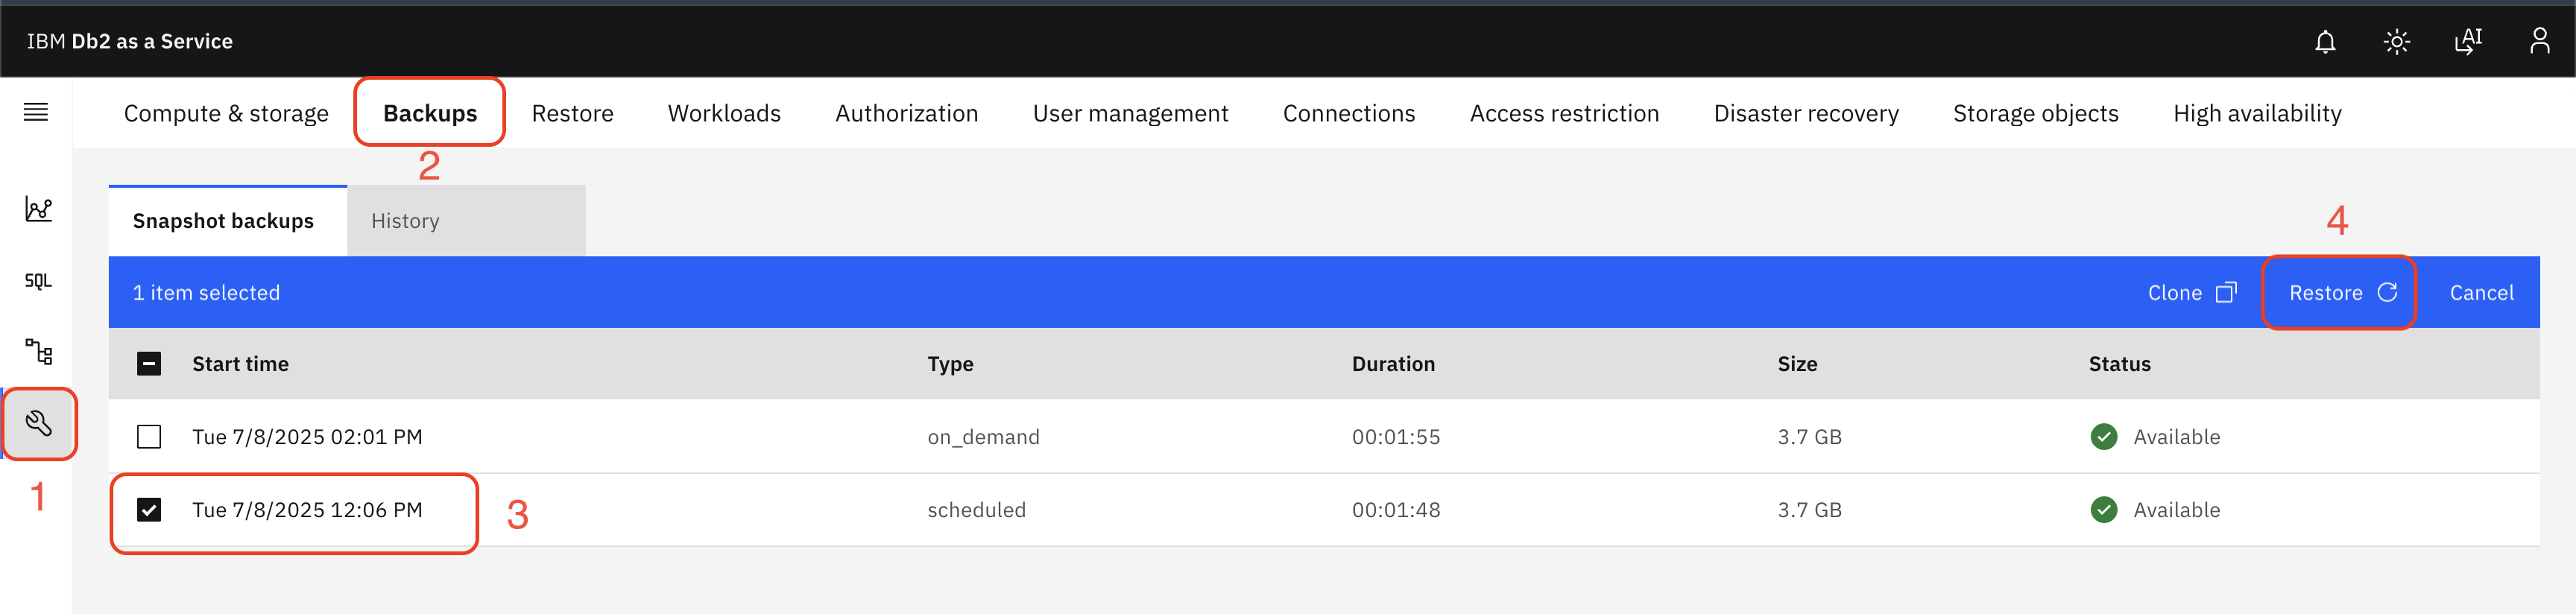 IBM Db2 as a Service
AI
Compute & storage Backups Restore Workloads Authorization User management Connections Access restriction Disaster recovery Storage objects High availability
2
Snapshot backups History
4
1 item selected Clone Restore Cancel
SQL
Start time Type Duration Size Status
Tue 7/8/2025 02:01 PM on_demand 00:01:55 3.7 GB Available
1
Tue 7/8/2025 12:06 PM scheduled 00:01:48 3.7 GB Available
3